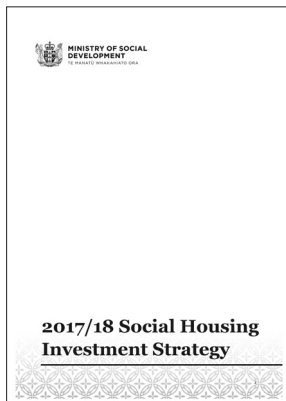 MINISTRY OF SOCIAL
DEVELOPMENT
TE MANATŪ WHAKAHIATO ORA
2017/18 Social Housing
Investment Strategy